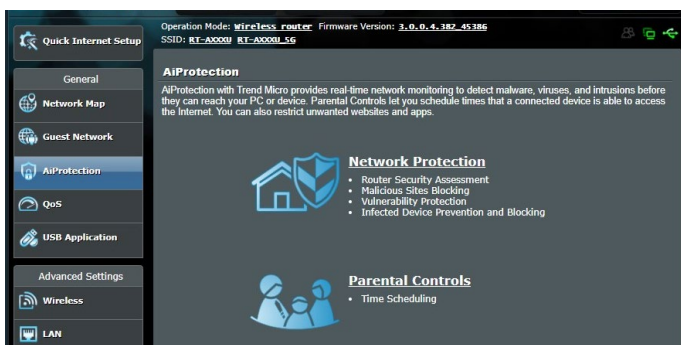 Quick Internet Setup
General
Network Map
Guest Network
AiProtection
QoS
USB Application
Advanced Settings
Wireless
LAN
Operation Mode: Wireless router Firmware Version: 3.0.0.4.382_45386
SSID: RT-AXXXU RT-AXXXU_5G
AiProtection
AiProtection with Trend Micro provides real-time network monitoring to detect malware, viruses, and intrusions before
they can reach your PC or device. Parental Controls let you schedule times that a connected device is able to access
the Internet. You can also restrict unwanted websites and apps.
Network Protection
• Router Security Assessment
• Malicious Sites Blocking
• Vulnerability Protection
• Infected Device Prevention and Blocking
Parental Controls
• Time Scheduling